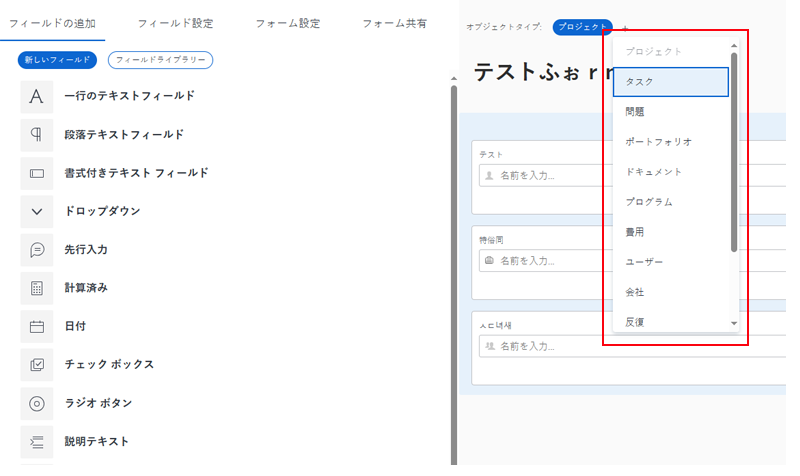 フィールドの追加
フィールド設定
フォーム設定
フォーム共有
新しいフィールド
フィールドライブラリー
一行のテキストフィールド
段落テキストフィールド
書式付きテキスト フィールド
ドロップダウン
先行入力
計算済み
日付
チェック ボックス
ラジオ ボタン
説明テキスト
オブジェクトタイプ:
プロジェクト
+
テストふぉｒｍ
プロジェクト
タスク
問題
ポートフォリオ
ドキュメント
プログラム
費用
ユーザー
会社
反復
テスト
名前を入力...
名前を入力...
名前を入力...